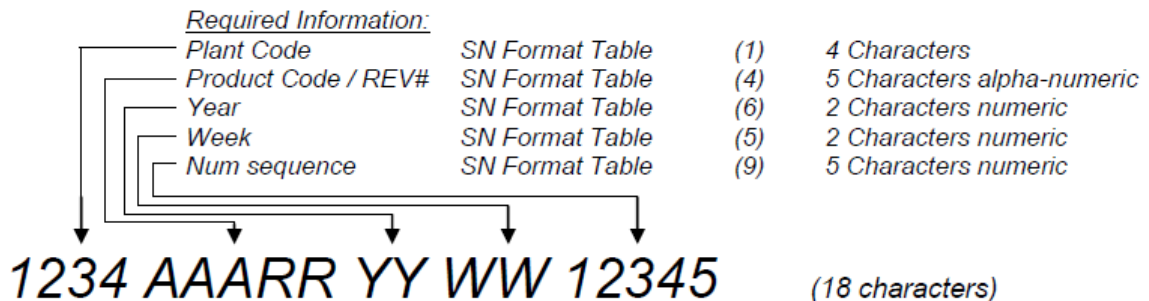 Required Information:
Plant Code SN Format Table (1) 4 Characters
Product Code / REV# SN Format Table (4) 5 Characters alpha-numeric
Year SN Format Table (6) 2 Characters numeric
Week SN Format Table (5) 2 Characters numeric
Num sequence SN Format Table (9) 5 Characters numeric
1234 AAARR YY WW 12345 (18 characters)